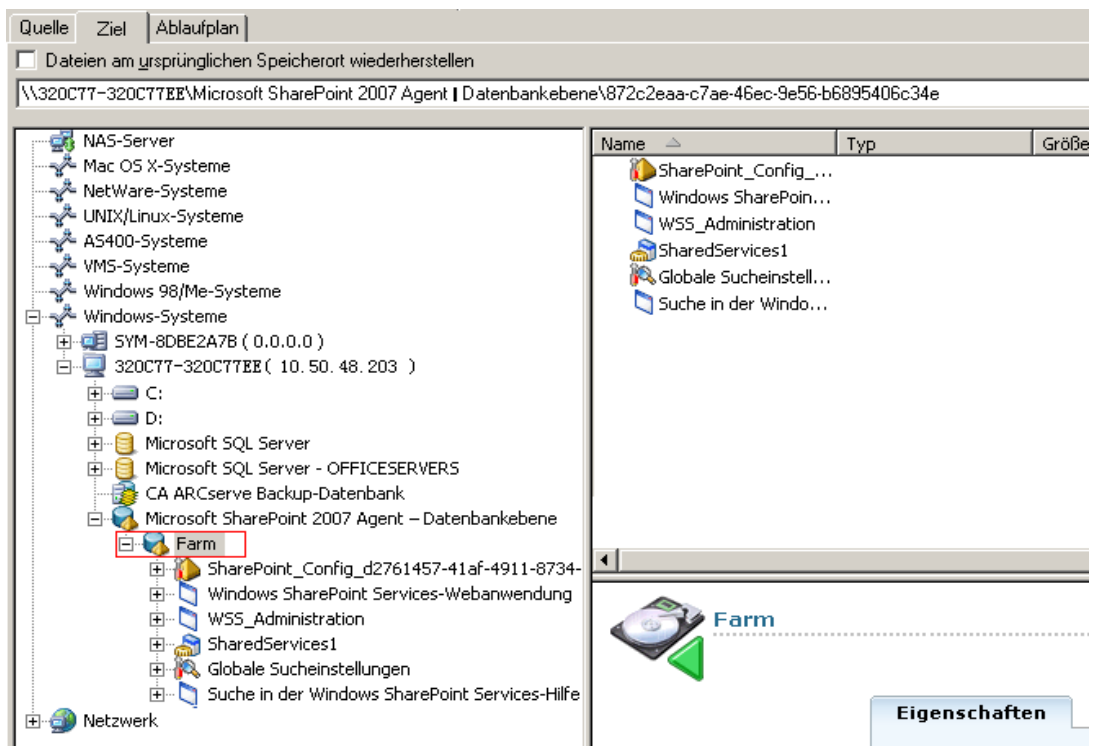 Quelle Ziel Ablaufplan
Dateien am ursprünglichen Speicherort wiederherstellen
\\320C77-320C77EE\Microsoft SharePoint 2007 Agent | Datenbankebene\872c2eaa-c7ae-46ec-9e56-b6895406c34e
NAS-Server
Mac OS X-Systeme
NetWare-Systeme
UNIX/Linux-Systeme
AS400-Systeme
VMS-Systeme
Windows 98/Me-Systeme
Windows-Systeme
SYM-8DBE2A7B ( 0.0.0.0 )
320C77-320C77EE( 10.50.48.203 )
C:
D:
Microsoft SQL Server
Microsoft SQL Server - OFFICESERVERS
CA ARCserve Backup-Datenbank
Microsoft SharePoint 2007 Agent – Datenbankebene
Farm
SharePoint_Config_d2761457-41af-4911-8734-
Windows SharePoint Services-Webanwendung
WSS_Administration
SharedServices1
Globale Sucheinstellungen
Suche in der Windows SharePoint Services-Hilfe
Netzwerk
Name Typ Größe
SharePoint_Config_...
Windows SharePoin...
WSS_Administration
SharedServices1
Globale Sucheinstell...
Suche in der Windo...
Farm
Eigenschaften